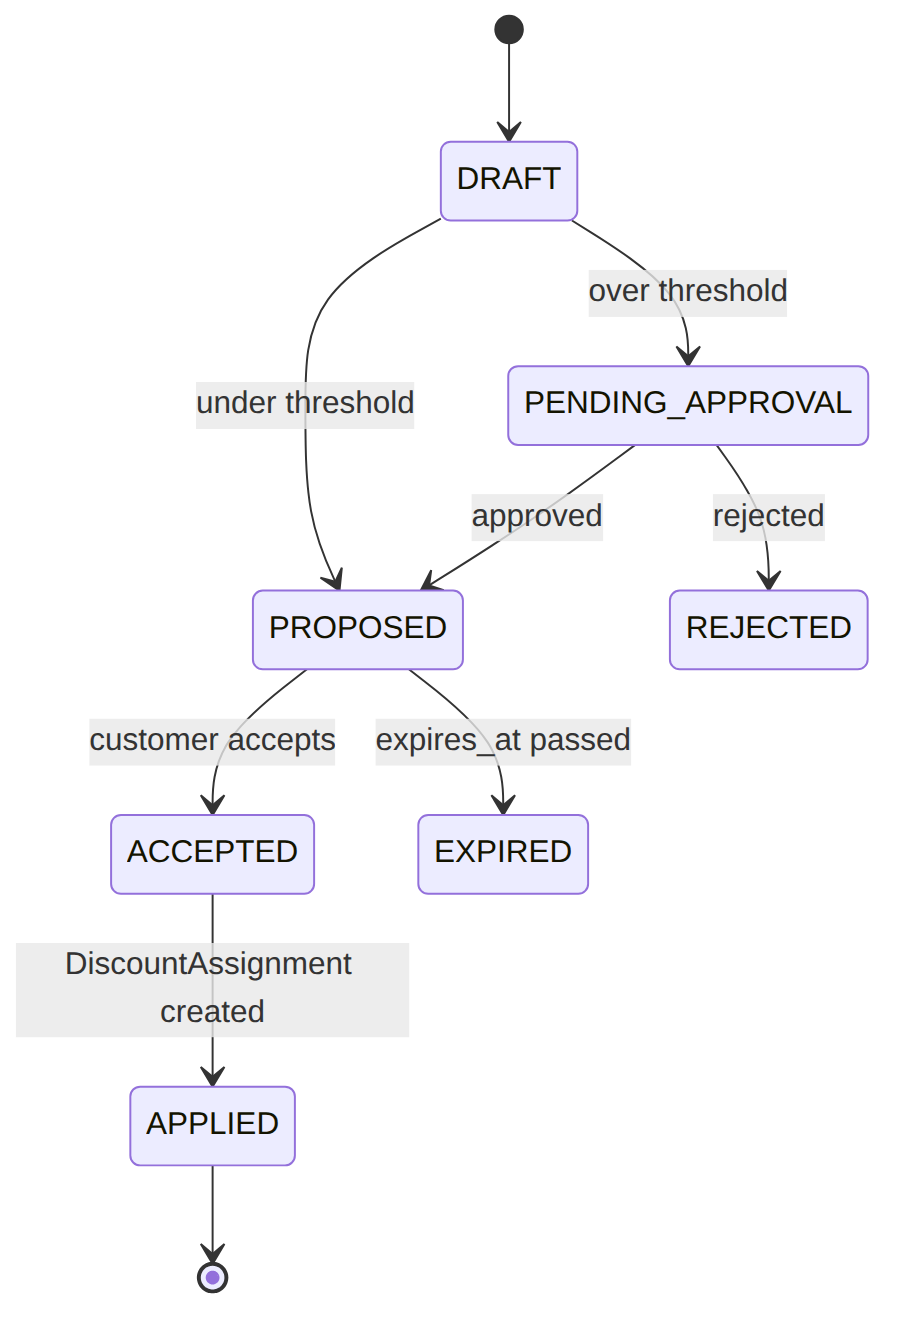 DRAFT
over threshold
under threshold
PENDING_APPROVAL
approved
rejected
PROPOSED
REJECTED
customer accepts
expires_at passed
ACCEPTED
EXPIRED
DiscountAssignment
created
APPLIED